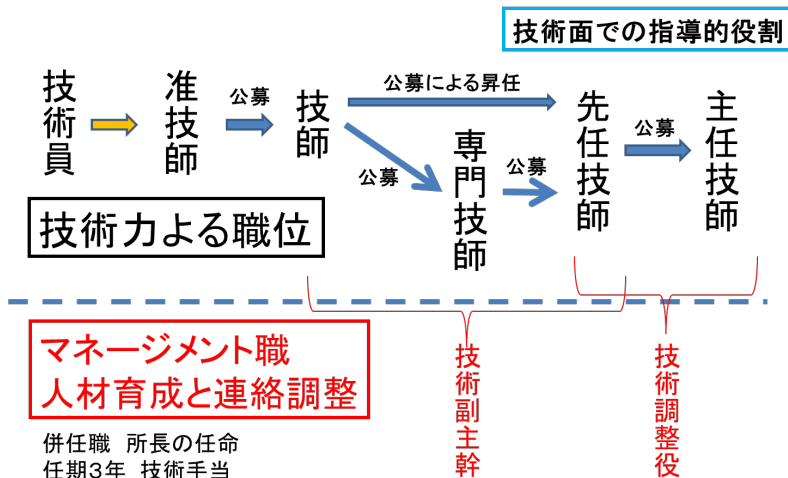 技術面での指導的役割
技術員
准技師
公募
技師
公募による昇任
公募
専門技師
公募
先任技師
公募
主任技師
技術力よる職位
マネージメント職
人材育成と連絡調整
技術副主幹
技術調整役
併任職 所長の任命
任期3年 技術手当